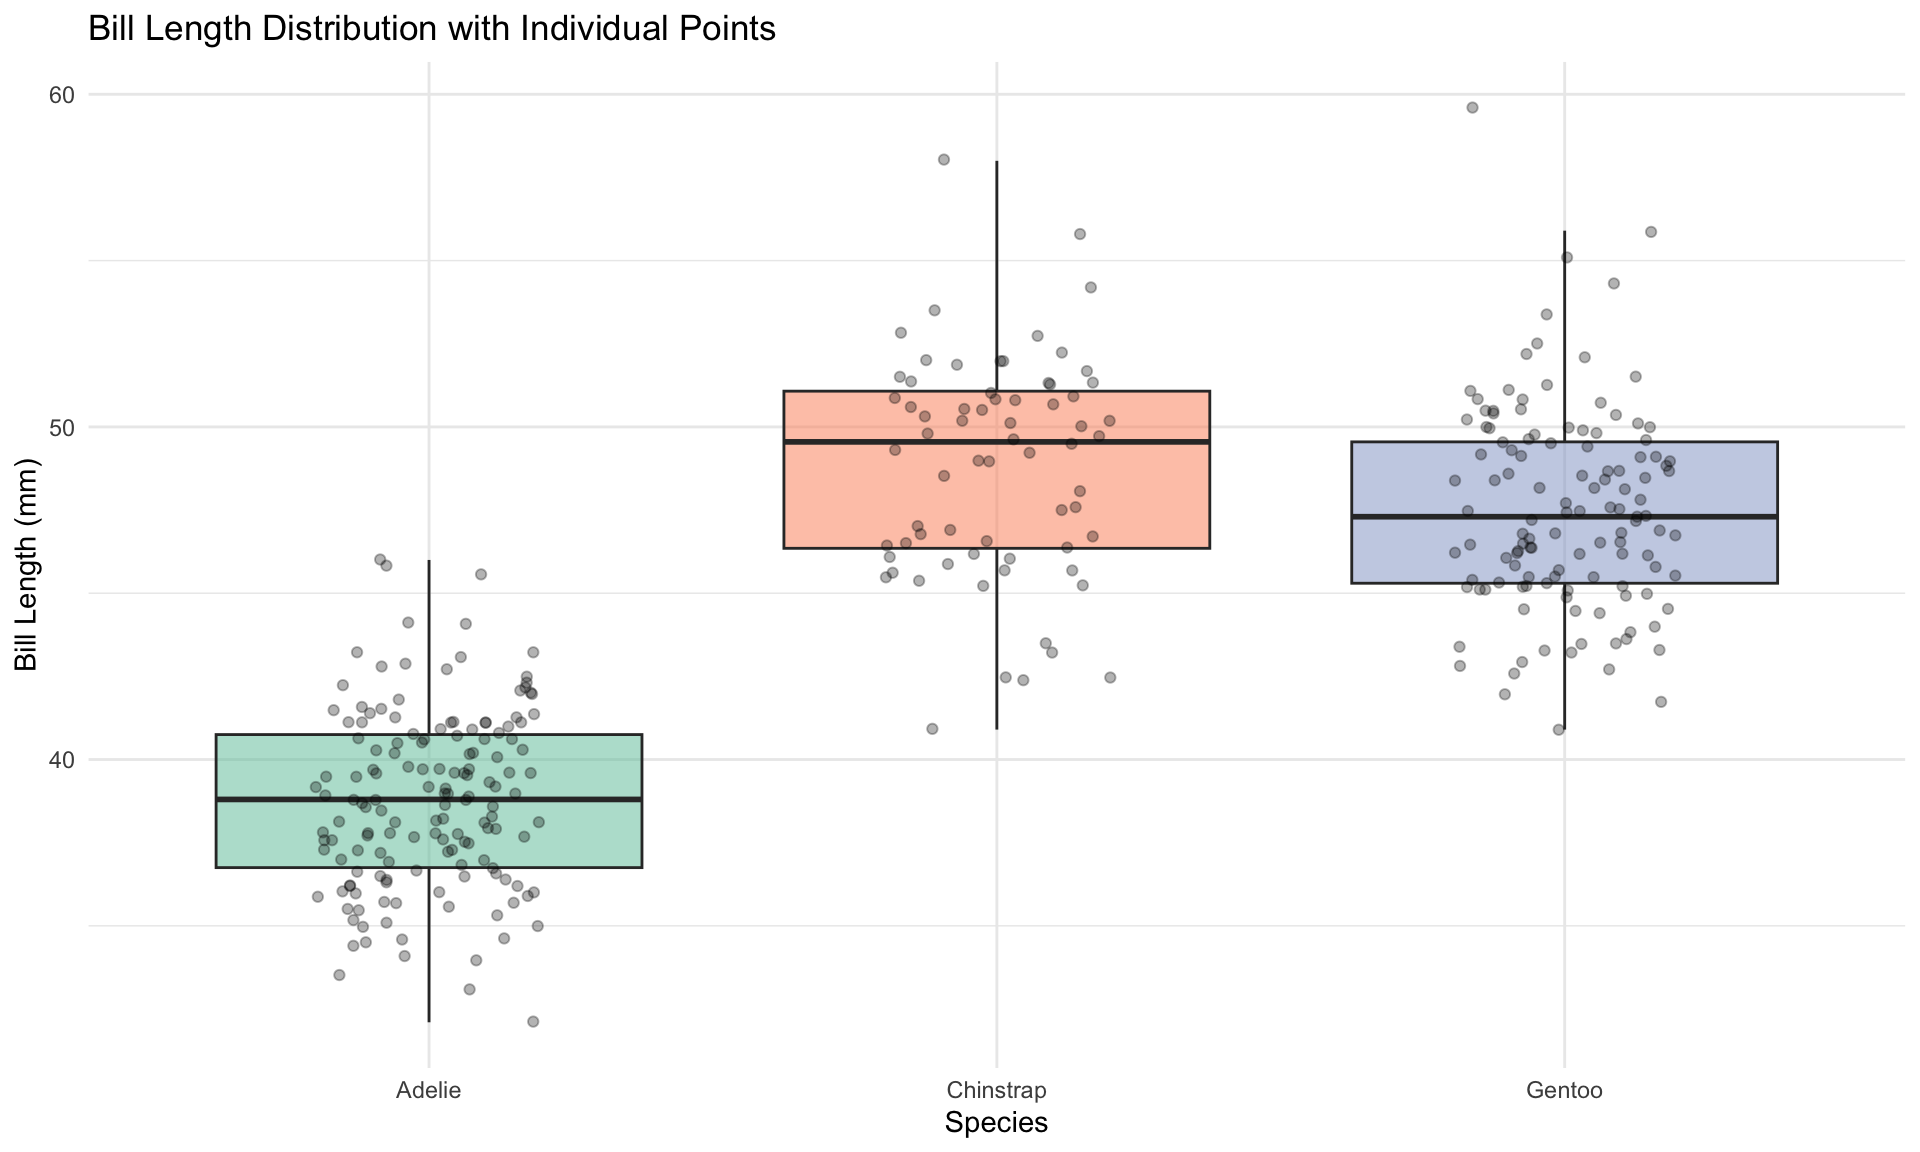 Bill Length Distribution with Individual Points
60
50
40
Bill Length (mm)
Adelie
Chinstrap
Gentoo
Species